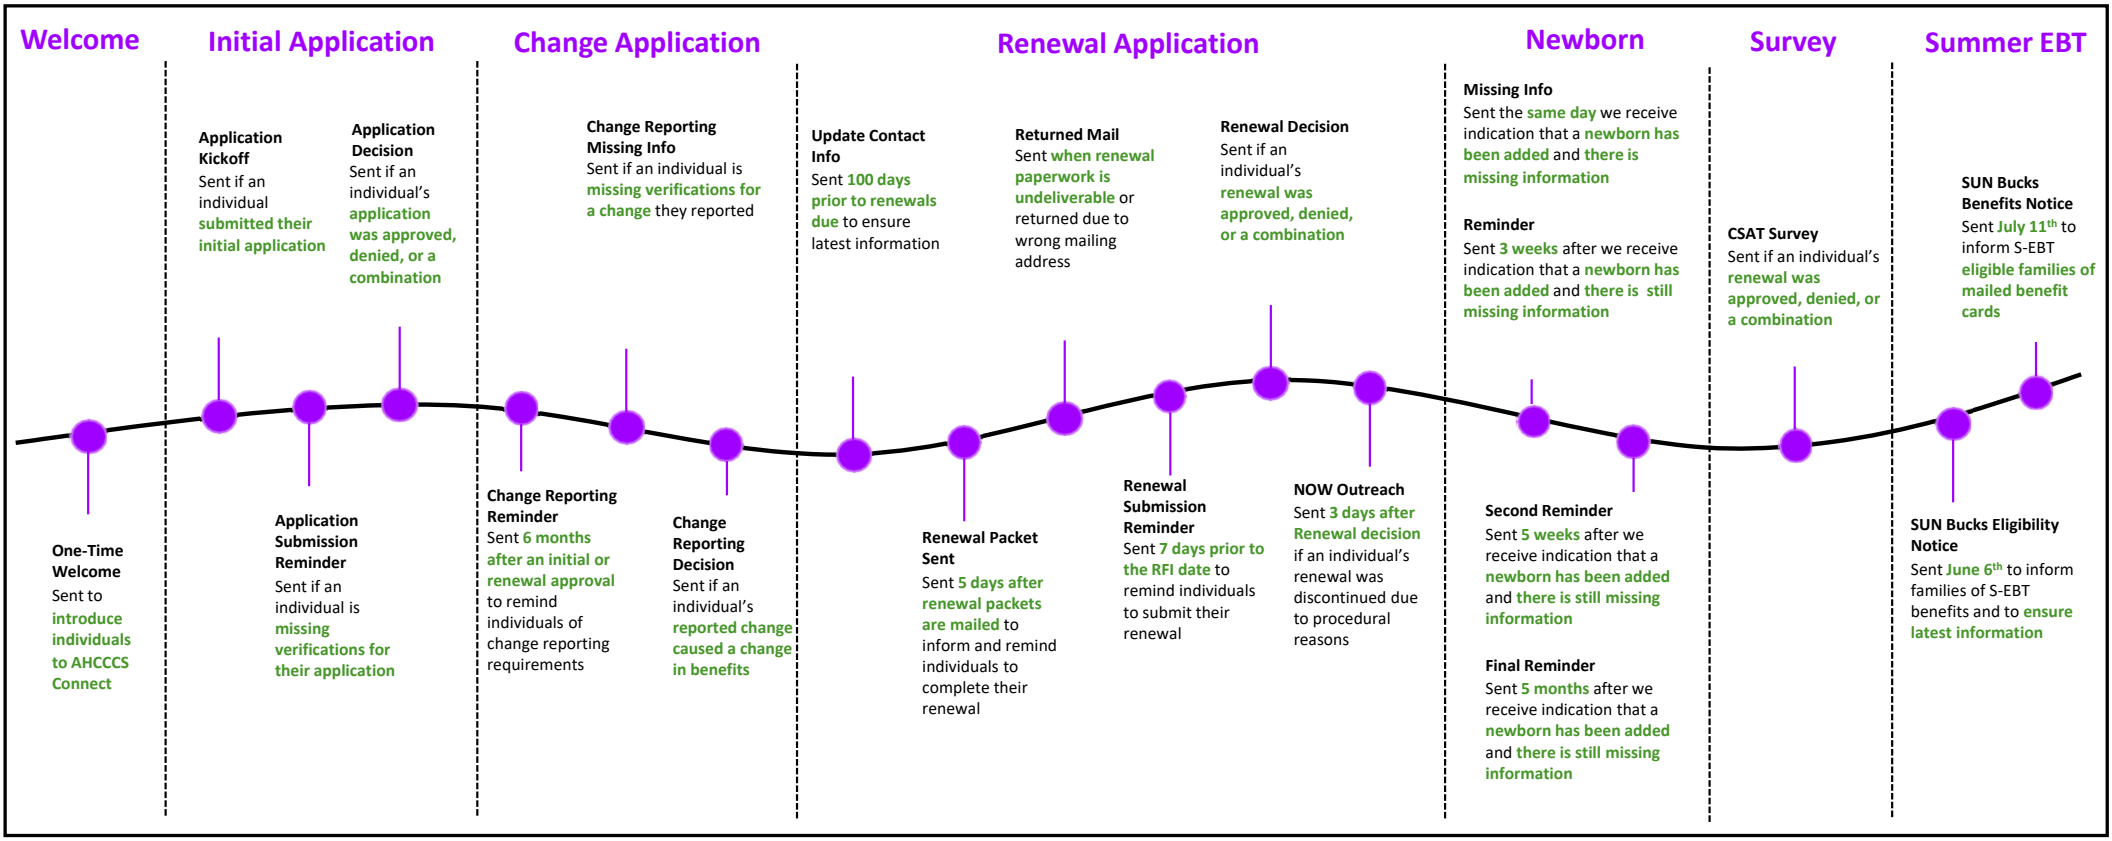 Welcome
One-Time
Welcome
Sent to
introduce
individuals
to AHCCCS
Connect
Initial Application
Application
Kickoff
Sent if an
individual
submitted their
initial application
Application
Submission
Reminder
Sent if an
individual is
missing
verifications for
their application
Application
Decision
Sent if an
individual's
application
was approved,
denied, or a
combination
Change Application
Change Reporting
Reminder
Sent 6 months
after an initial or
renewal approval
to remind
individuals of
change reporting
requirements
Change Reporting
Missing Info
Sent if an individual is
missing verifications for
a change they reported
Change
Reporting
Decision
Sent if an
individual's
reported change
caused a change
in benefits
Renewal Application
Update Contact
Info
Sent 100 days
prior to renewals
due to ensure
latest information
Renewal Packet
Sent
Sent 5 days after
renewal packets
are mailed to
inform and remind
individuals to
complete their
renewal
Returned Mail
Sent when renewal
paperwork is
undeliverable or
returned due to
wrong mailing
address
Renewal
Submission
Reminder
Sent 7 days prior to
the RFI date to
remind individuals
to submit their
renewal
Renewal Decision
Sent if an
individual's
renewal was
approved, denied,
or a combination
NOW Outreach
Sent 3 days after
Renewal decision
if an individual's
renewal was
discontinued due
to procedural
reasons
Newborn
Missing Info
Sent the same day we receive
indication that a newborn has
been added and there is
missing information
Reminder
Sent 3 weeks after we receive
indication that a newborn has
been added and there is still
missing information
Second Reminder
Sent 5 weeks after we
receive indication that a
newborn has been added
and there is still missing
information
Final Reminder
Sent 5 months after we
receive indication that a
newborn has been added
and there is still missing
information
Survey
CSAT Survey
Sent if an individual's
renewal was
approved, denied, or
a combination
Summer EBT
SUN Bucks Eligibility
Notice
Sent June 6th to inform
families of S-EBT
benefits and to ensure
latest information
SUN Bucks
Benefits Notice
Sent July 11th to
inform S-EBT
eligible families of
mailed benefit
cards